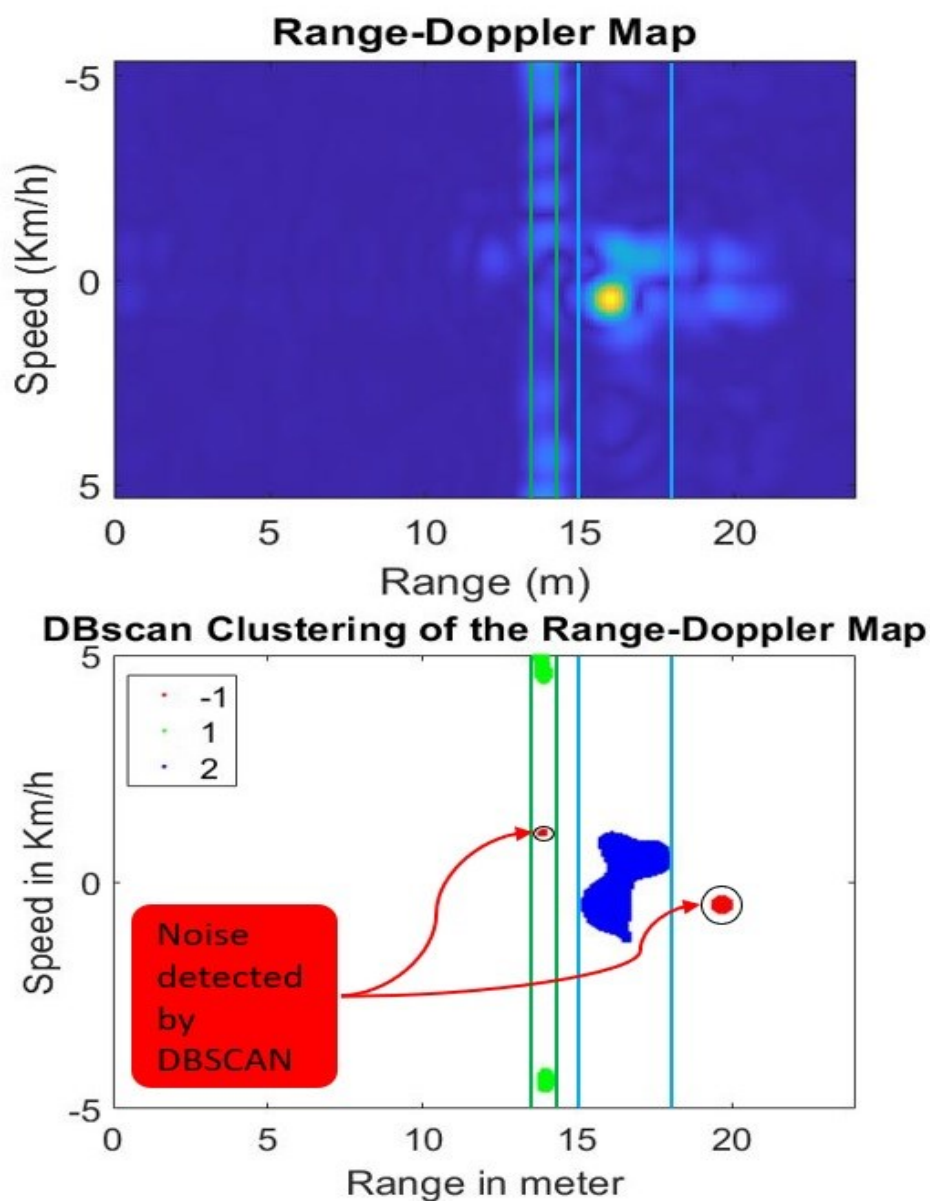 Range-Doppler Map
-5
0
5
Speed (Km/h)
0
5
10
15
20
Range (m)
DBscan Clustering of the Range-Doppler Map
5
0
-5
Speed in Km/h
-1
1
2
Noise
detected
by
DBSCAN
0
5
10
15
20
Range in meter